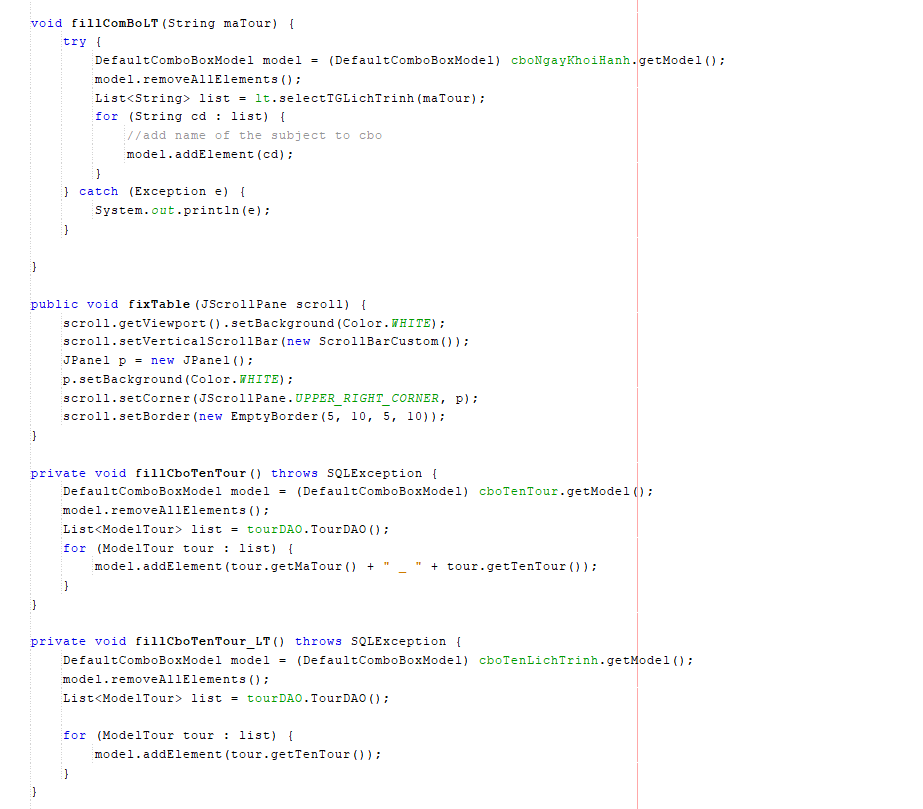 void fillComBoLT(String maTour) {
try {
DefaultComboBoxModel model = (DefaultComboBoxModel) cboNgayKhoiHanh.getModel();
model.removeAllElements();
List<String> list = lt.selectTGLichTrinh(maTour);
for (String cd : list) {
//add name of the subject to cbo
model.addElement(cd);
}
} catch (Exception e) {
System.out.println(e);
}
}
public void fixTable(JScrollPane scroll) {
scroll.getViewport().setBackground(Color.WHITE);
scroll.setVerticalScrollBar(new ScrollBarCustom());
JPanel p = new JPanel();
p.setBackground(Color.WHITE);
scroll.setCorner(JScrollPane.UPPER_RIGHT_CORNER, p);
scroll.setBorder(new EmptyBorder(5, 10, 5, 10));
}
private void fillCboTenTour() throws SQLException {
DefaultComboBoxModel model = (DefaultComboBoxModel) cboTenTour.getModel();
model.removeAllElements();
List<ModelTour> list = tourDAO.TourDAO();
for (ModelTour tour : list) {
model.addElement(tour.getMaTour() + " _ " + tour.getTenTour());
}
}
private void fillCboTenTour_LT() throws SQLException {
DefaultComboBoxModel model = (DefaultComboBoxModel) cboTenLichTrinh.getModel();
model.removeAllElements();
List<ModelTour> list = tourDAO.TourDAO();
for (ModelTour tour : list) {
model.addElement(tour.getTenTour());
}
}